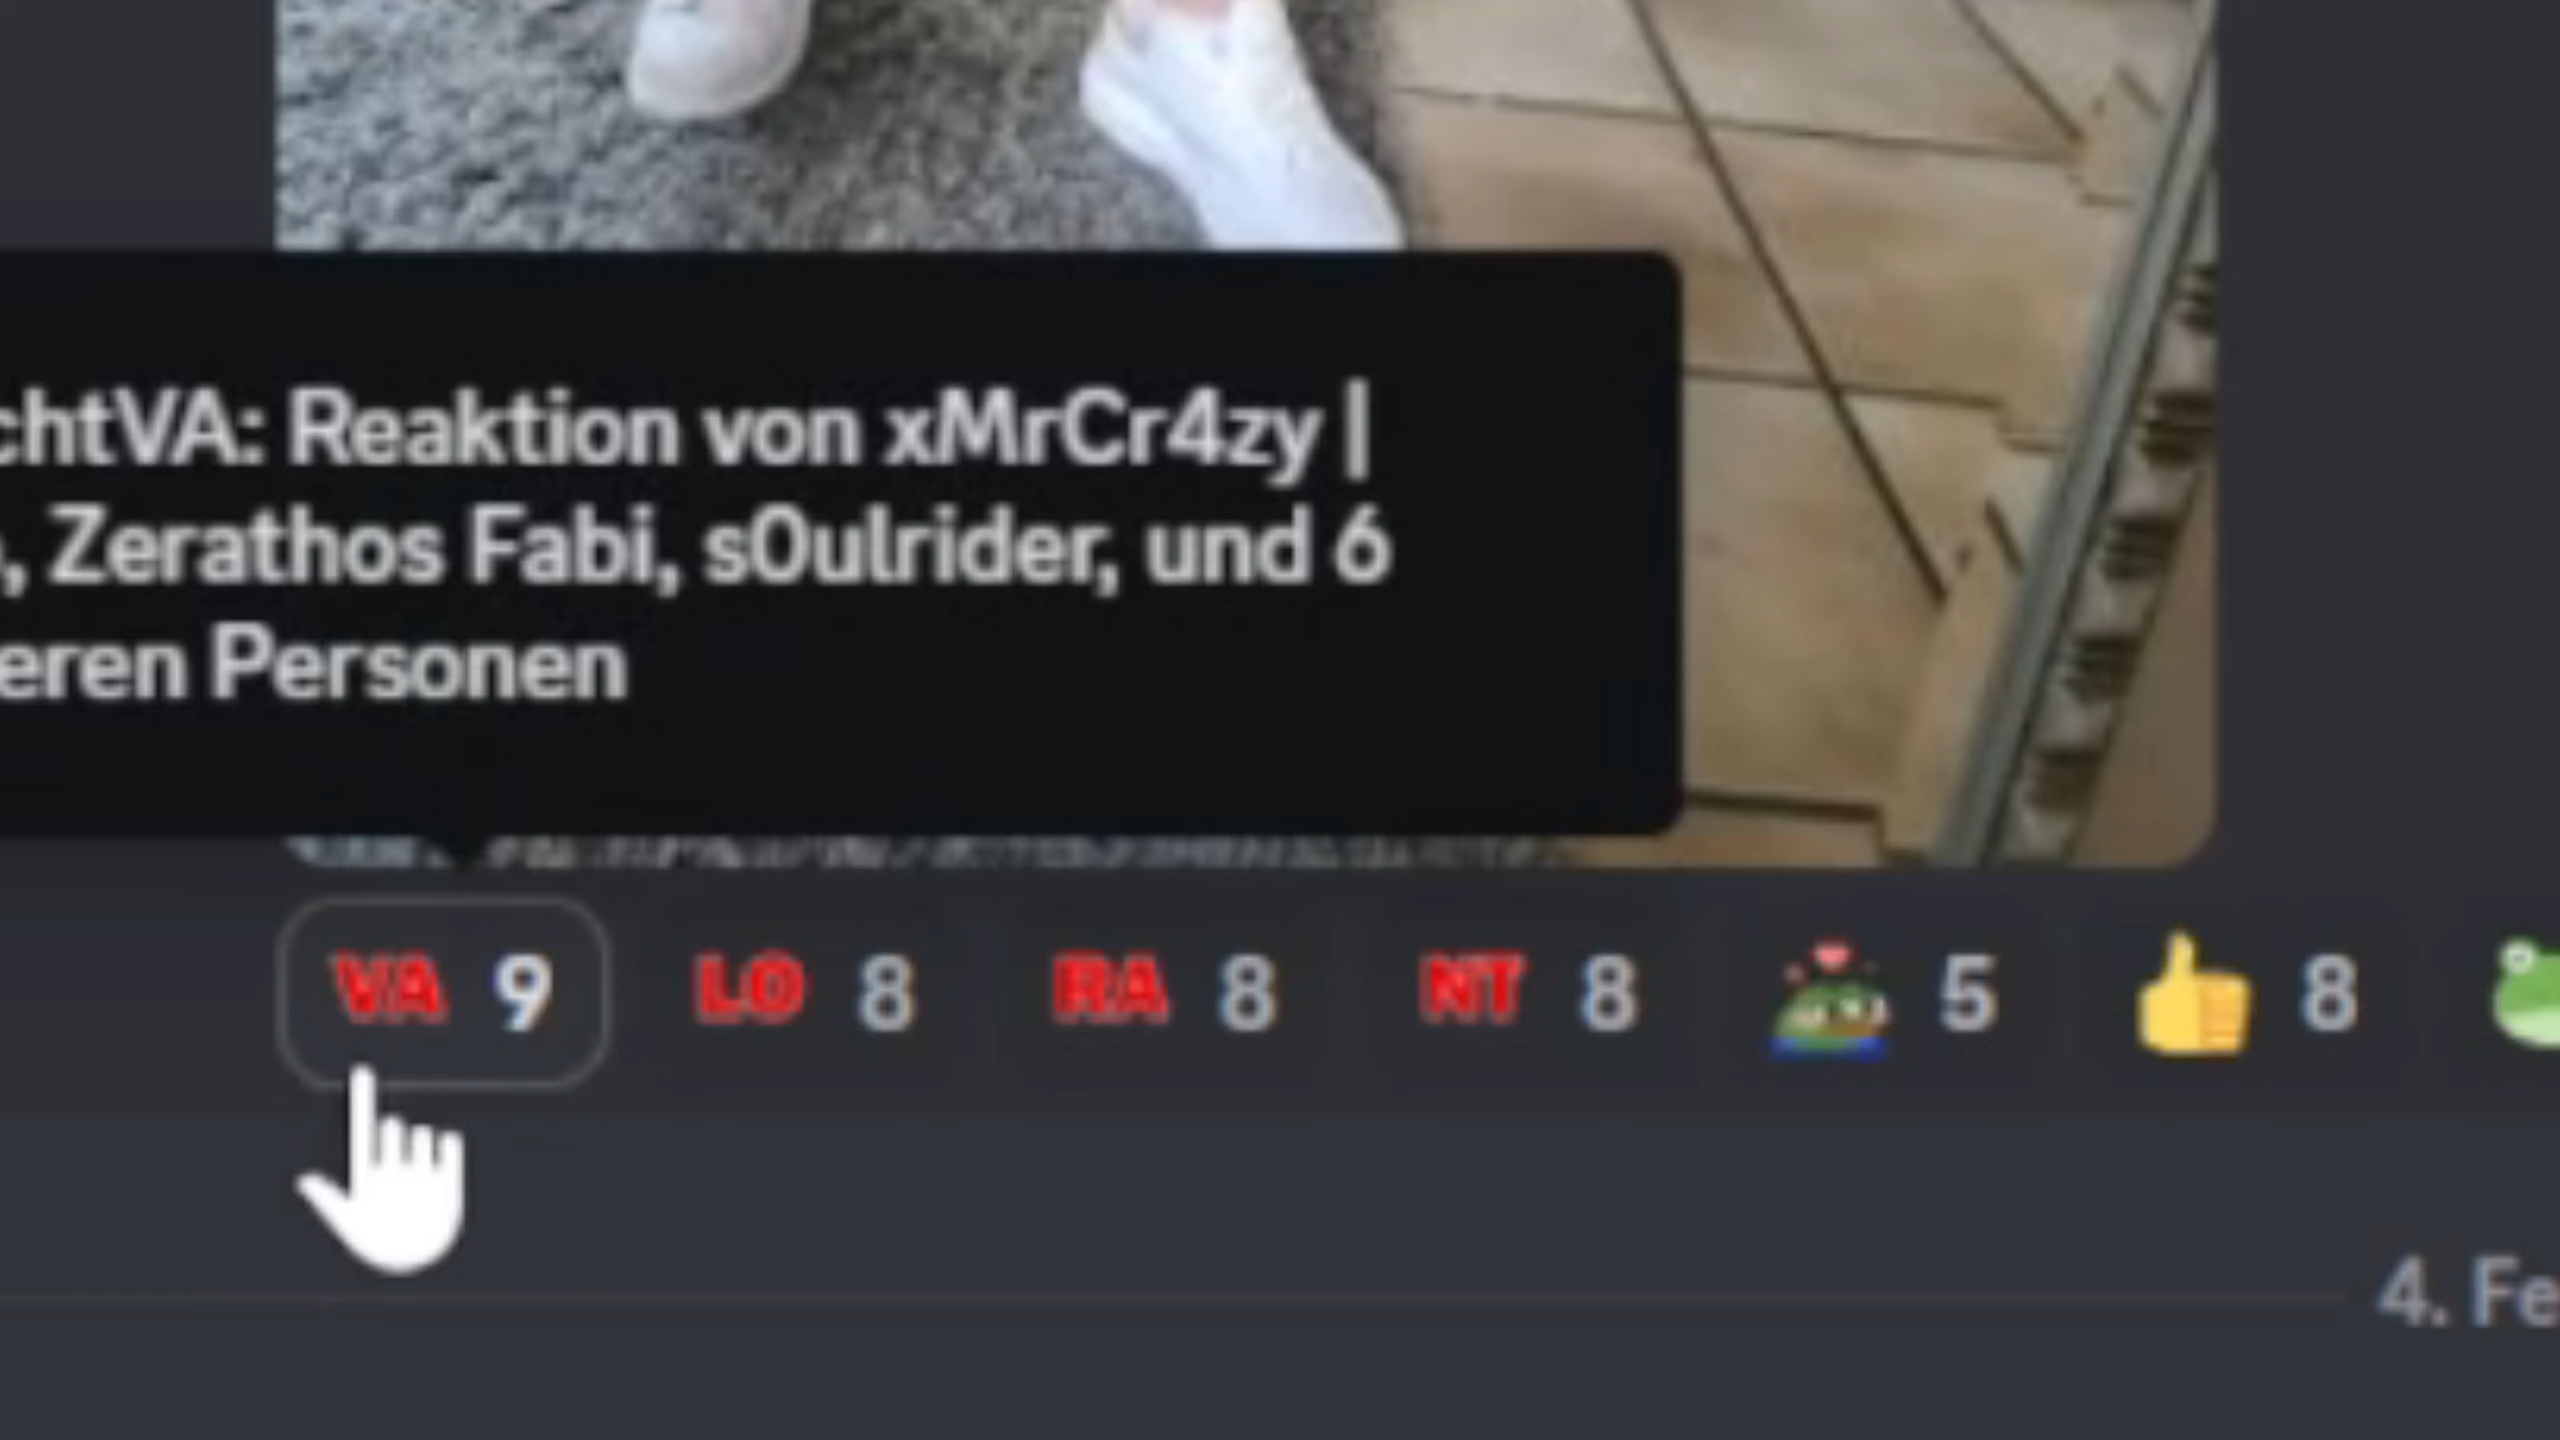 chtVA: Reaktion von xMrCr4zy |
, Zerathos Fabi, s0ulrider, und 6
eren Personen
VA 9 LO 8 RA 8 NT 8 5 8
4. Fe